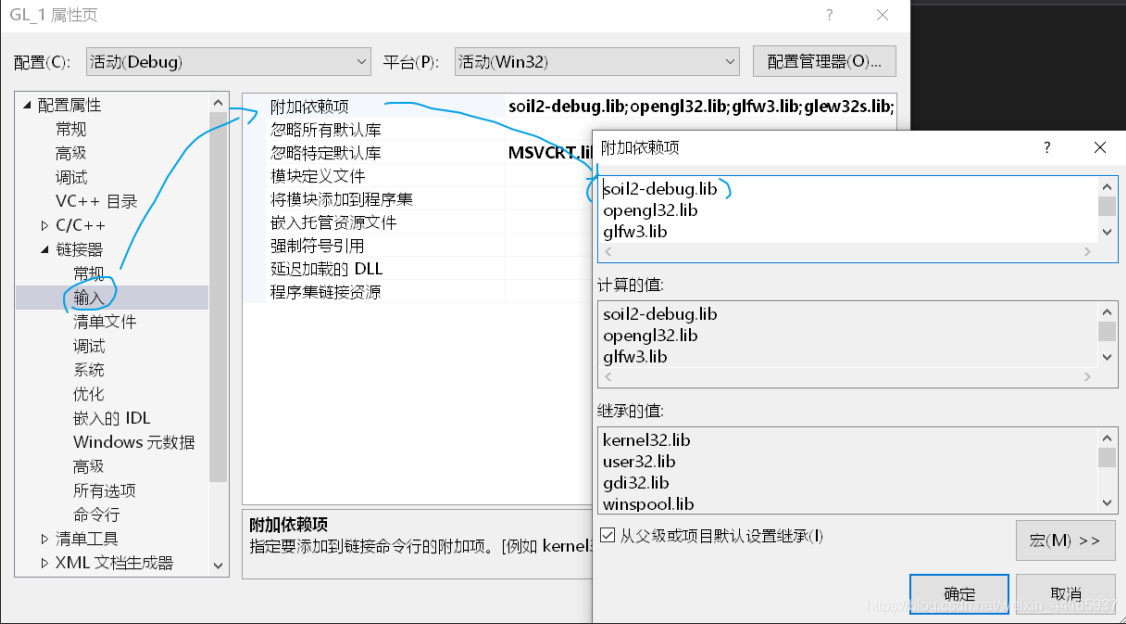 GL_1 属性页
配置(C):
活动(Debug)
平台(P):
活动(Win32)
配置管理器(O)...
配置属性
常规
高级
调试
VC++ 目录
C/C++
链接器
常规
输入
清单文件
调试
系统
优化
嵌入的 IDL
Windows 元数据
高级
所有选项
命令行
清单工具
XML 文档生成器
附加依赖项 soil2-debug.lib;opengl32.lib;glfw3.lib;glew32s.lib;
忽略所有默认库
忽略特定默认库 MSVCRT.lil
模块定义文件
将模块添加到程序集
嵌入托管资源文件
强制符号引用
延迟加载的 DLL
程序集链接资源
附加依赖项
指定要添加到链接命令行的附加项。[例如 kernel3
附加依赖项
soil2-debug.lib
opengl32.lib
glfw3.lib
计算的值:
soil2-debug.lib
opengl32.lib
glfw3.lib
继承的值:
kernel32.lib
user32.lib
gdi32.lib
winspool.lib
从父级或项目默认设置继承(I)
宏(M) >>
确定
取消
https://blog.csdn.net/weixin_44165937